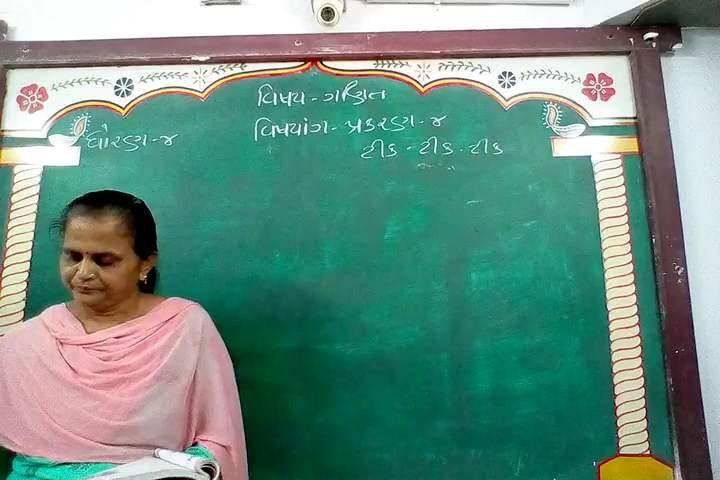 વિષય - ગણિત
ધોરણ - ૪
વિષયાંગ - પ્રકરણ - ૪
ટીક - ટીક - ટીક